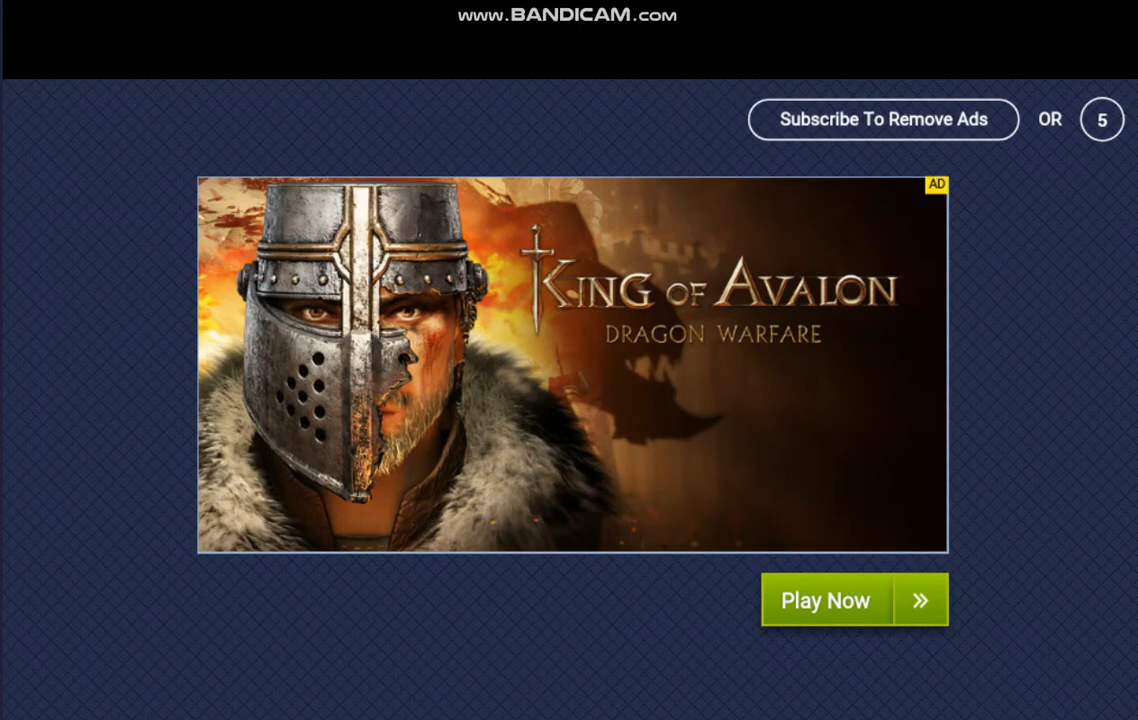 www.BANDICAM.com
Subscribe To Remove Ads OR 5
AD
KING OF AVALON
DRAGON WARFARE
Play Now »